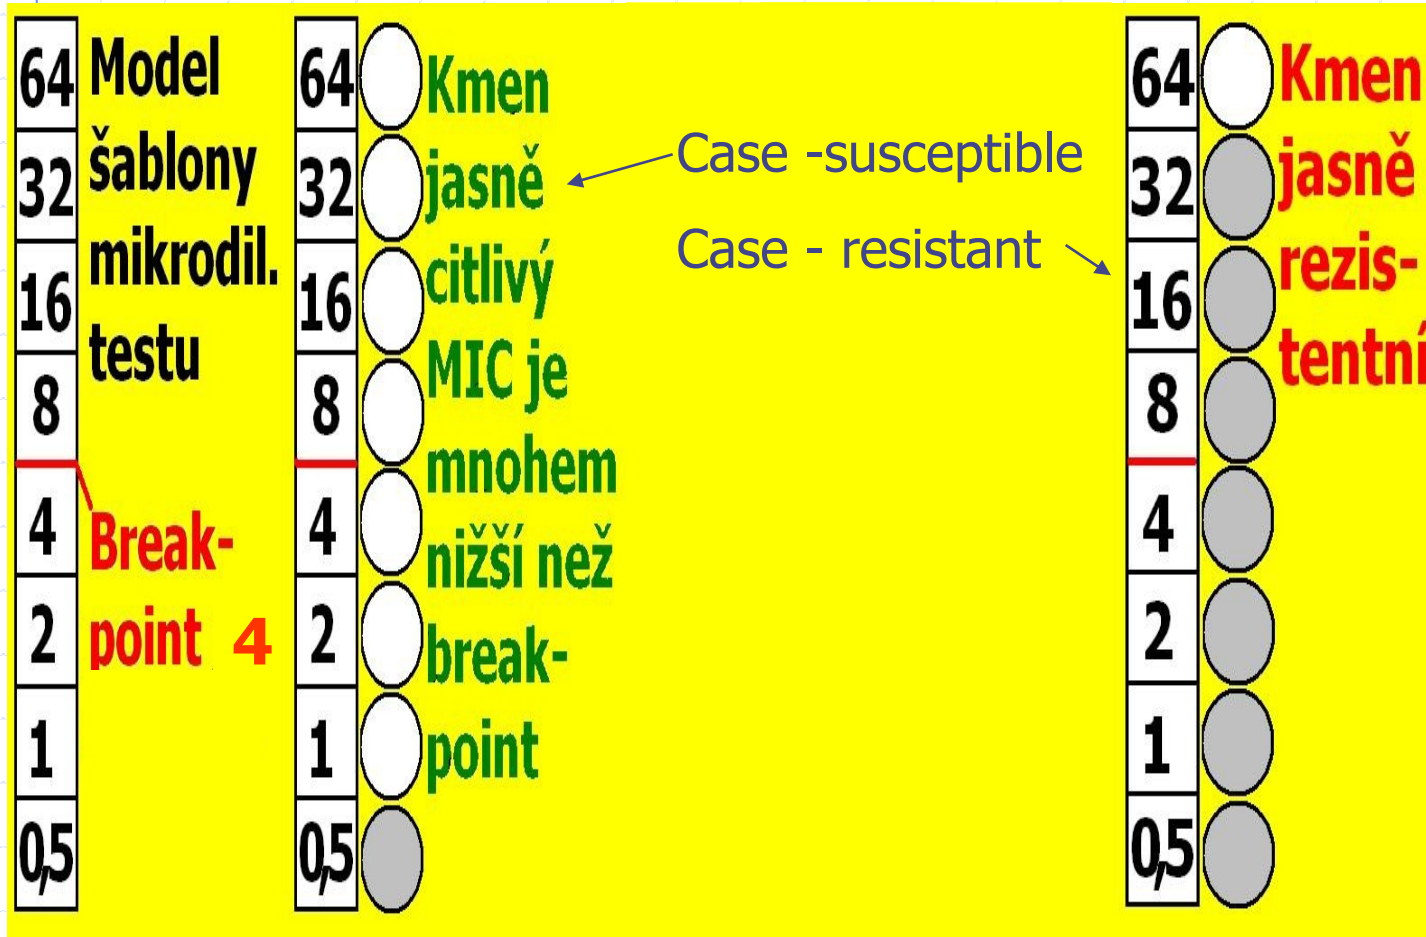 64
32
16
8
4
2
1
0,5
Model
šablony
mikrodil.
testu
Break-
point 4
64
32
16
8
4
2
1
0,5
Kmen
jasně
citlivý
MIC je
mnohem
nižší než
break-
point
Case -susceptible
Case - resistant
64
32
16
8
4
2
1
0,5
Kmen
jasně
rezis-
tentní